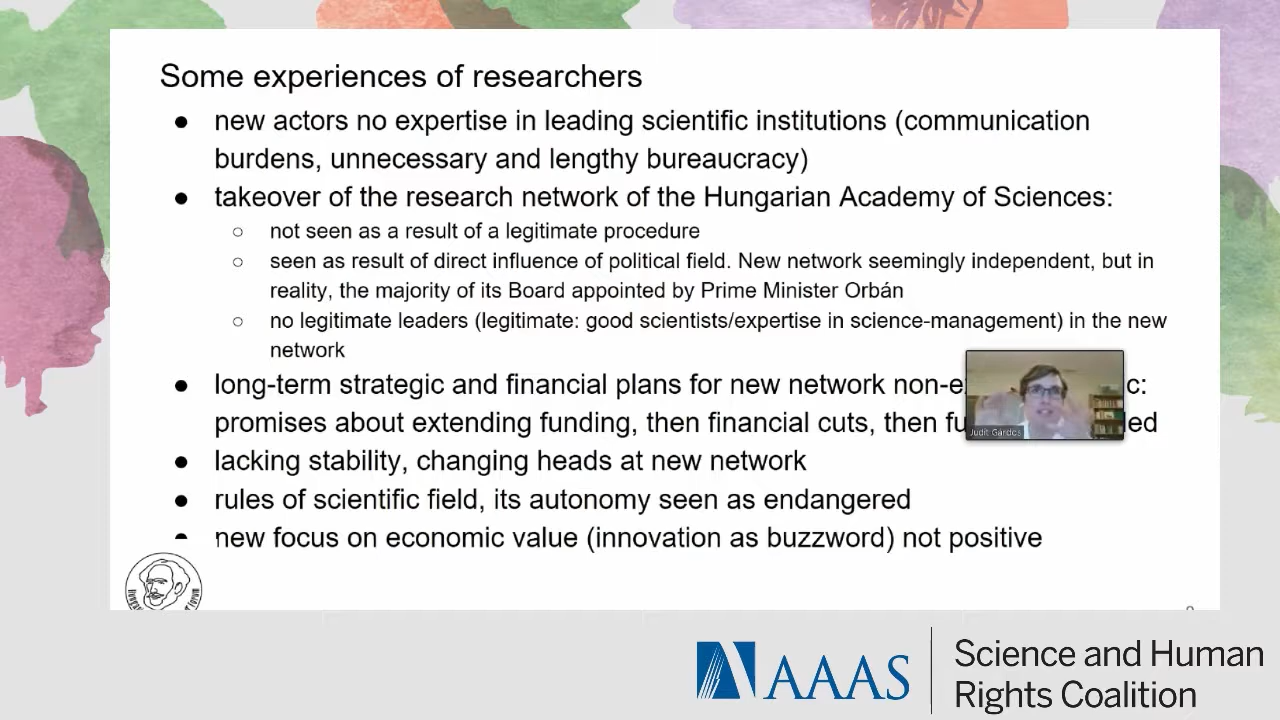 Some experiences of researchers
● new actors no expertise in leading scientific institutions (communication
burdens, unnecessary and lengthy bureaucracy)
● takeover of the research network of the Hungarian Academy of Sciences:
○ not seen as a result of a legitimate procedure
○ seen as result of direct influence of political field. New network seemingly independent, but in
reality, the majority of its Board appointed by Prime Minister Orbán
○ no legitimate leaders (legitimate: good scientists/expertise in science-management) in the new
network
● long-term strategic and financial plans for new network
promises about extending funding, then financial cuts, then
Judit Gárdos
● lacking stability, changing heads at new network
● rules of scientific field, its autonomy seen as endangered
● new focus on economic value (innovation as buzzword) not positive
AAAS
Science and Human
Rights Coalition